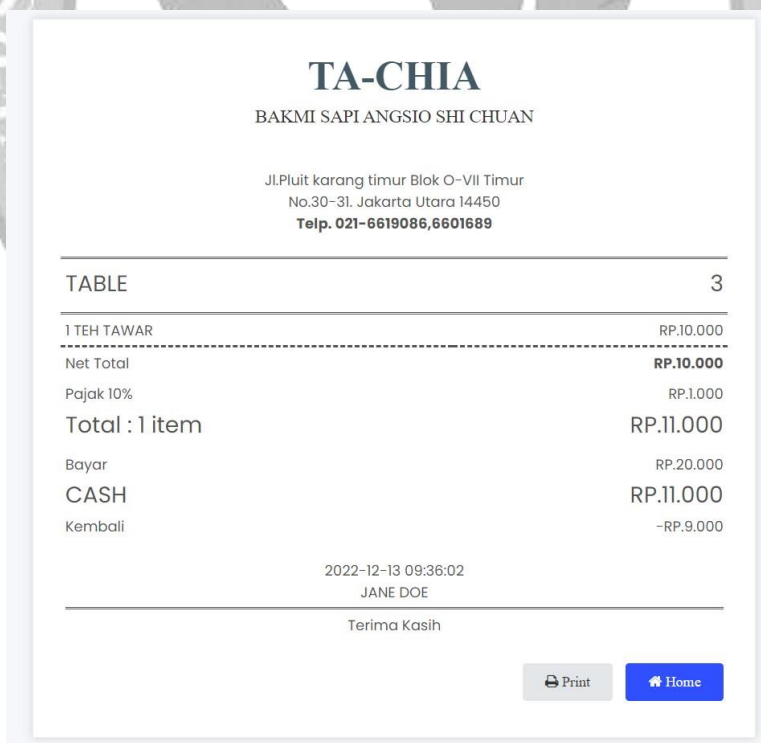 TA-CHIA
BAKMI SAPI ANGSIO SHI CHUAN
Jl.Pluit karang timur Blok O-VII Timur
No.30-31. Jakarta Utara 14450
Telp. 021-6619086,6601689
TABLE 3
1 TEH TAWAR RP.10.000
Net Total RP.10.000
Pajak 10% RP.1.000
Total : 1 item RP.11.000
Bayar RP.20.000
CASH RP.11.000
Kembali -RP.9.000
2022-12-13 09:36:02
JANE DOE
Terima Kasih
Print Home